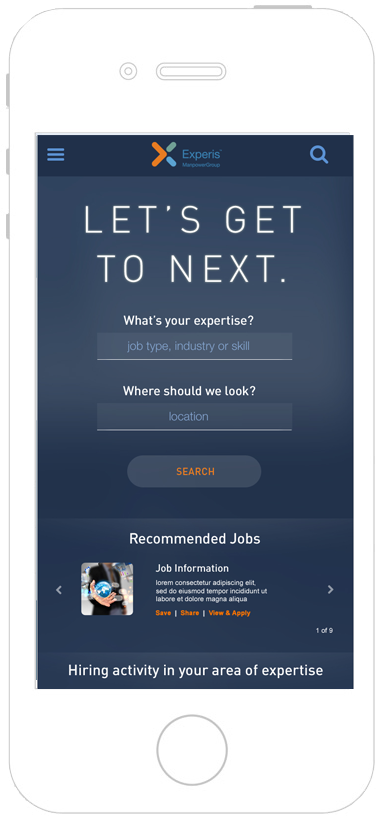 Experis™
ManpowerGroup
LET'S GET
TO NEXT.
What's your expertise?
job type, industry or skill
Where should we look?
location
SEARCH
Recommended Jobs
Job Information
lorem consectetur adipiscing elit,
sed do eiusmod tempor incididunt ut
labore et dolore magna aliqua
Save | Share | View & Apply
1 of 9
Hiring activity in your area of expertise